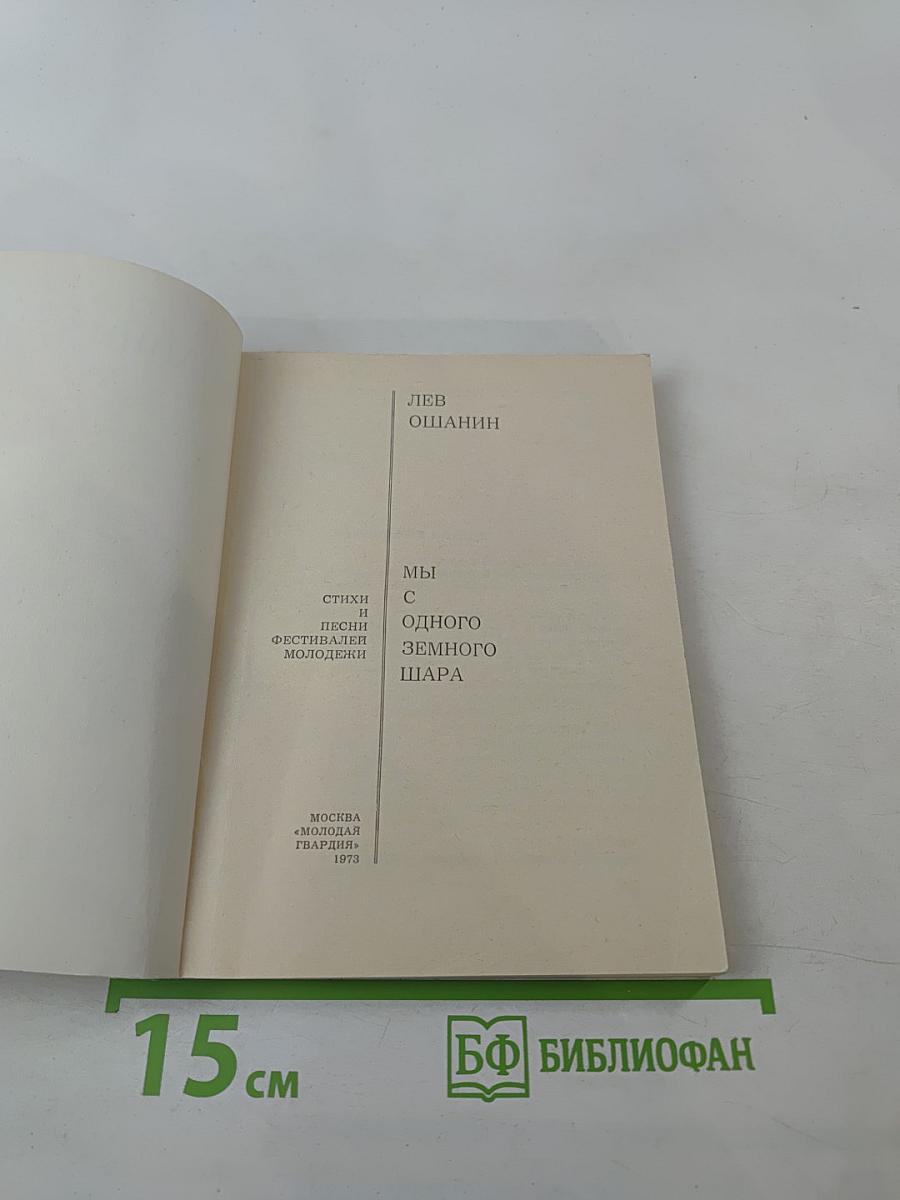 ЛЕВ
ОШАНИН
МЫ
С
ОДНОГО
ЗЕМНОГО
ШАРА
СТИХИ
И
ПЕСНИ
ФЕСТИВАЛЕЙ
МОЛОДЕЖИ
МОСКВА
«МОЛОДАЯ
ГВАРДИЯ»
1973
15 см
БФ БИБЛИОФАН